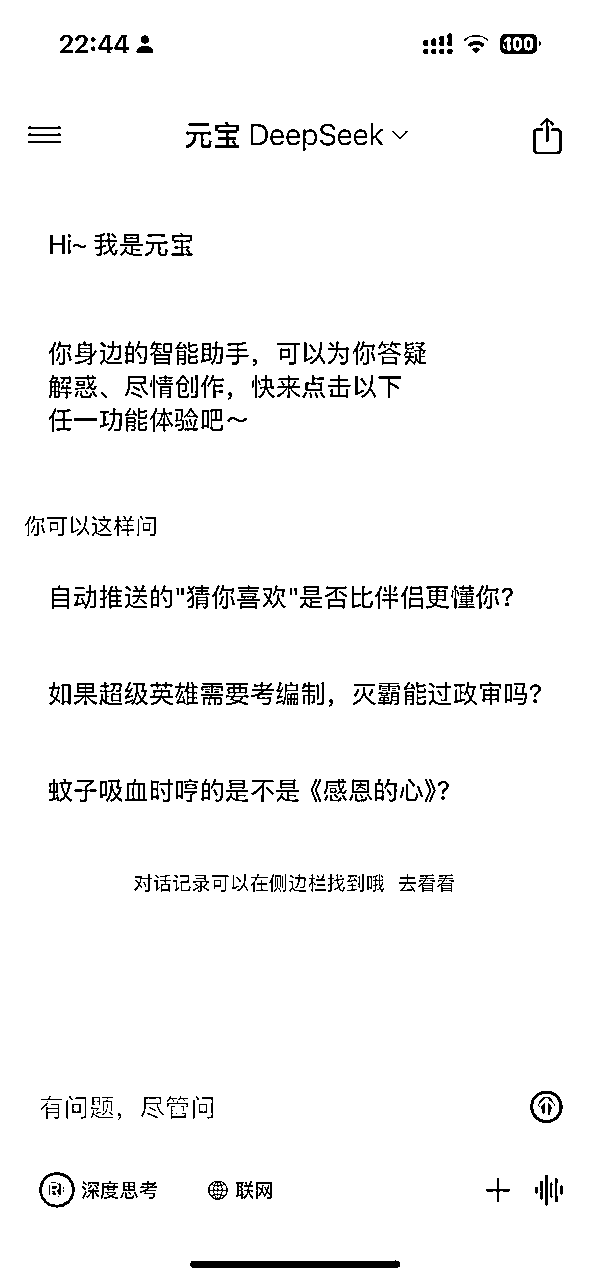 22:44
100
元宝 DeepSeek
Hi~ 我是元宝
你身边的智能助手，可以为你答疑
解惑、尽情创作，快来点击以下
任一功能体验吧～
你可以这样问
自动推送的"猜你喜欢"是否比伴侣更懂你？
如果超级英雄需要考编制，灭霸能过政审吗？
蚊子吸血时哼的是不是《感恩的心》？
对话记录可以在侧边栏找到哦 去看看
有问题，尽管问
R 深度思考 联网